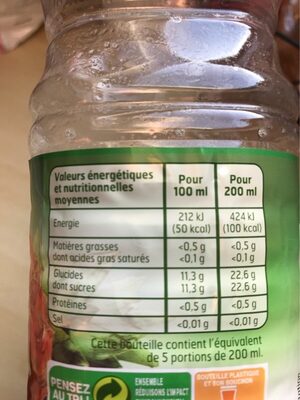 Valeurs énergétiques
et nutritionnelles
moyennes
Pour
100 ml
Pour
200 ml
Energie
212 kJ
(50 kcal)
424 kJ
(100 kcal)
Matières grasses
dont acides gras saturés
<0,5 g
<0,1 g
<0,5 g
<0,1 g
Glucides
dont sucres
11,3 g
11,3 g
22,6 g
22,6 g
Protéines
<0,5 g
<0,5 g
Sel
<0,01 g
<0,01 g
Cette bouteille contient l'équivalent
de 5 portions de 200 ml.
PENSEZ
AU TRI !
ENSEMBLE
RÉDUISONS L'IMPACT
BOUTEILLE PLASTIQUE
ET BON BOUCHON